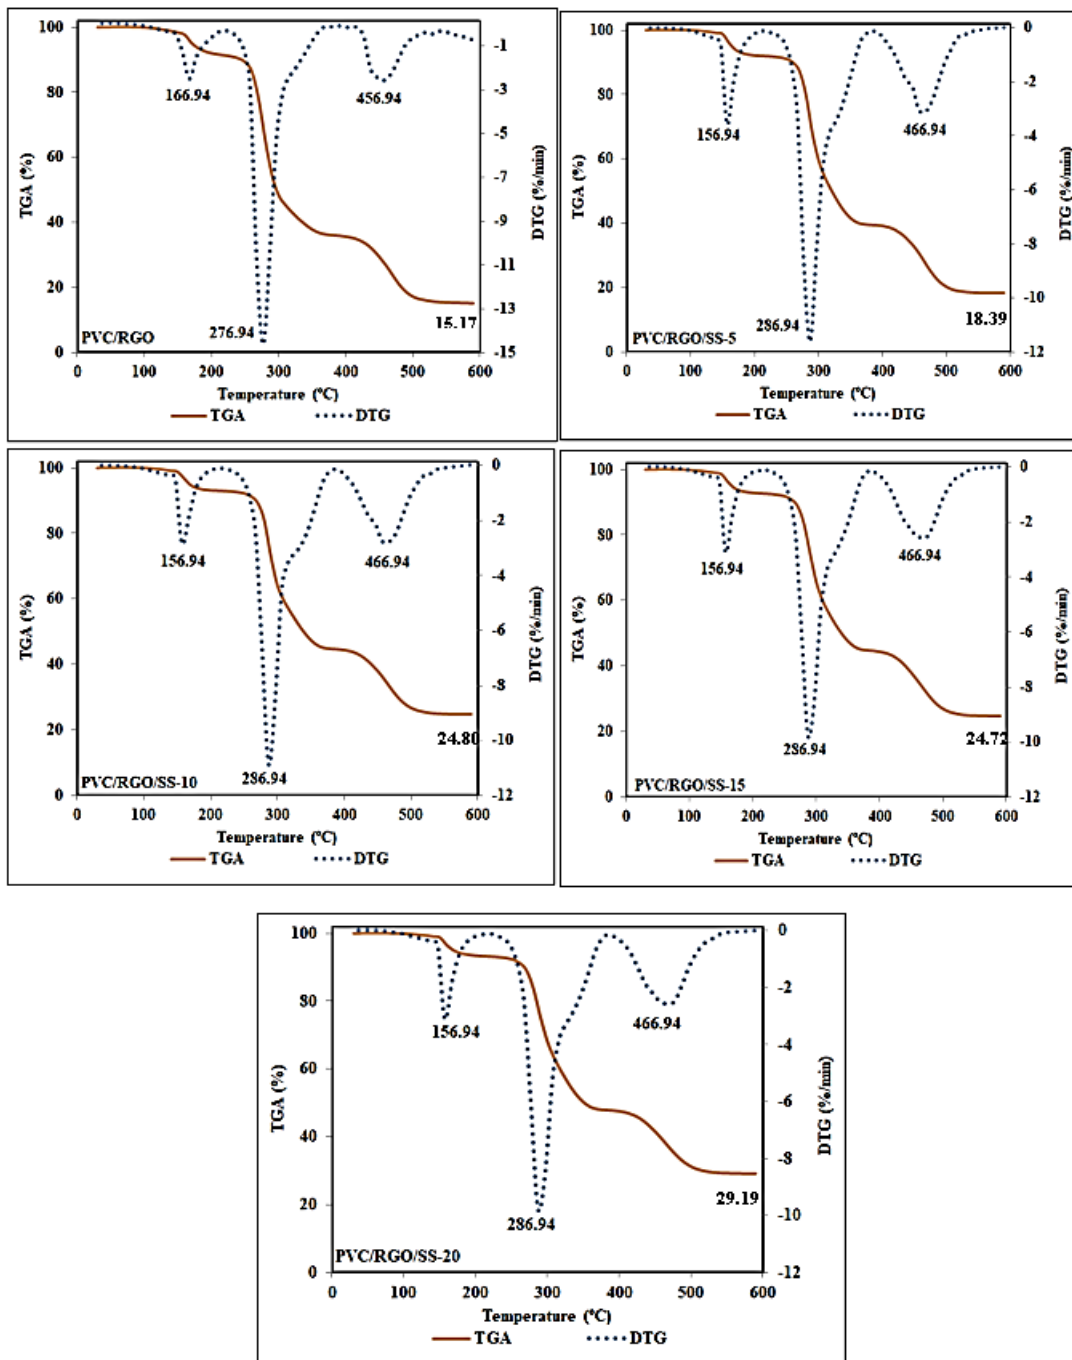 100
80
60
40
20
0
TGA (%)
166.94
456.94
276.94
15.17
PVC/RGO
-1
-3
-5
-7
-9
-11
-13
-15
DTG (%/min)
0 100 200 300 400 500 600
Temperature (ºC)
TGA DTG
100
80
60
40
20
0
TGA (%)
156.94
466.94
286.94
18.39
PVC/RGO/SS-5
0
-2
-4
-6
-8
-10
-12
DTG (%/min)
0 100 200 300 400 500 600
Temperature (ºC)
TGA DTG
100
80
60
40
20
0
TGA (%)
156.94
466.94
24.80
286.94
PVC/RGO/SS-10
0
-2
-4
-6
-8
-10
-12
DTG (%/min)
0 100 200 300 400 500 600
Temperature (ºC)
TGA DTG
100
80
60
40
20
0
TGA (%)
156.94
466.94
24.72
286.94
PVC/RGO/SS-15
0
-2
-4
-6
-8
-10
-12
DTG (%/min)
0 100 200 300 400 500 600
Temperature (ºC)
TGA DTG
100
80
60
40
20
0
TGA (%)
156.94
466.94
29.19
286.94
PVC/RGO/SS-20
0
-2
-4
-6
-8
-10
-12
DTG (%/min)
0 100 200 300 400 500 600
Temperature (ºC)
TGA DTG